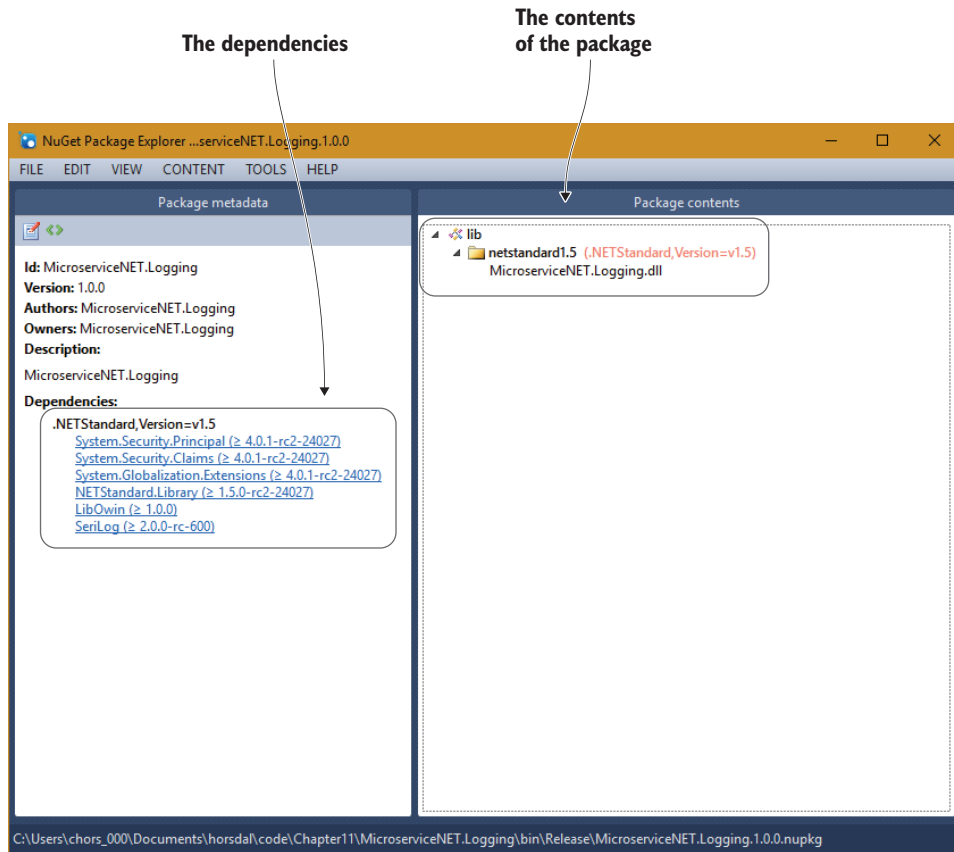 The dependencies
The contents
of the package
NuGet Package Explorer ...serviceNET.Logging.1.0.0
FILE EDIT VIEW CONTENT TOOLS HELP
Package metadata
Id: MicroserviceNET.Logging
Version: 1.0.0
Authors: MicroserviceNET.Logging
Owners: MicroserviceNET.Logging
Description:
MicroserviceNET.Logging
Dependencies:
.NETStandard,Version=v1.5
System.Security.Principal (≥ 4.0.1-rc2-24027)
System.Security.Claims (≥ 4.0.1-rc2-24027)
System.Globalization.Extensions (≥ 4.0.1-rc2-24027)
NETStandard.Library (≥ 1.5.0-rc2-24027)
LibOwin (≥ 1.0.0)
SeriLog (≥ 2.0.0-rc-600)
Package contents
lib
netstandard1.5 (.NETStandard,Version=v1.5)
MicroserviceNET.Logging.dll
C:\Users\chors_000\Documents\horsdal\code\Chapter11\MicroserviceNET.Logging\bin\Release\MicroserviceNET.Logging.1.0.0.nupkg